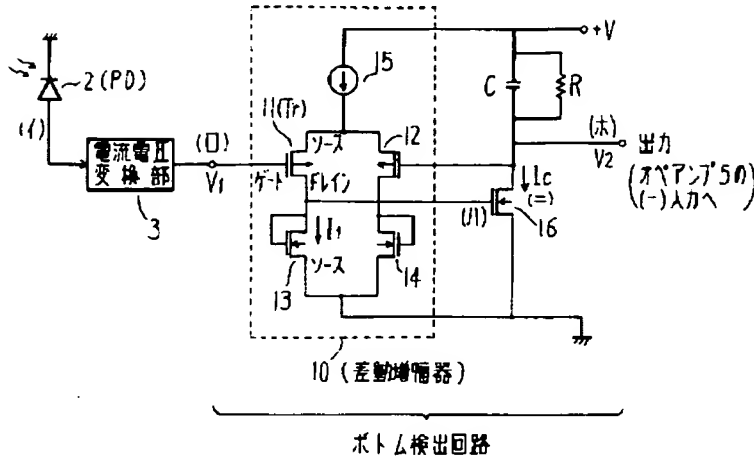 +V
15
2(PD)
C
R
11(Tr)
12
(イ)
ソース
(ホ)
(ロ)
電流電圧
変換部
V1
V2
出力
ゲート
ドレイン
(オペアンプ5の
(-)入力へ)
↓Ic
(ニ)
3
(ハ)
↓I1
16
ソース
13
14
10(差動増幅器)
ボトム検出回路